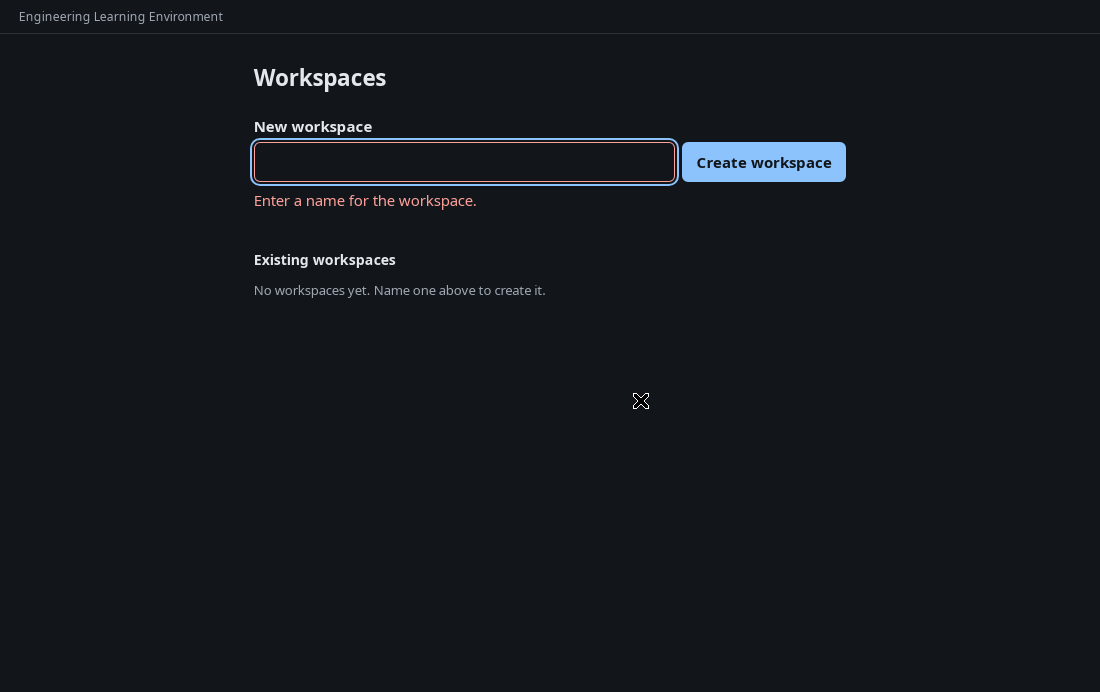 Engineering Learning Environment
Workspaces
New workspace
Create workspace
Enter a name for the workspace.
Existing workspaces
No workspaces yet. Name one above to create it.